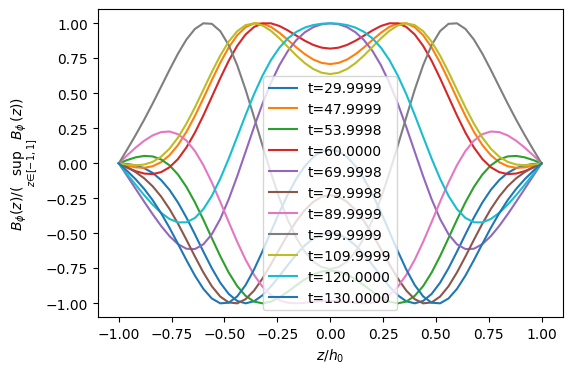 1.00
0.75
0.50
0.25
0.00
−0.25
−0.50
−0.75
−1.00
B_ϕ(z)/( sup_{z∈[−1, 1]} B_ϕ(z))
t=29.9999
t=47.9999
t=53.9998
t=60.0000
t=69.9998
t=79.9998
t=89.9999
t=99.9999
t=109.9999
t=120.0000
t=130.0000
−1.00 −0.75 −0.50 −0.25 0.00 0.25 0.50 0.75 1.00
z/h₀